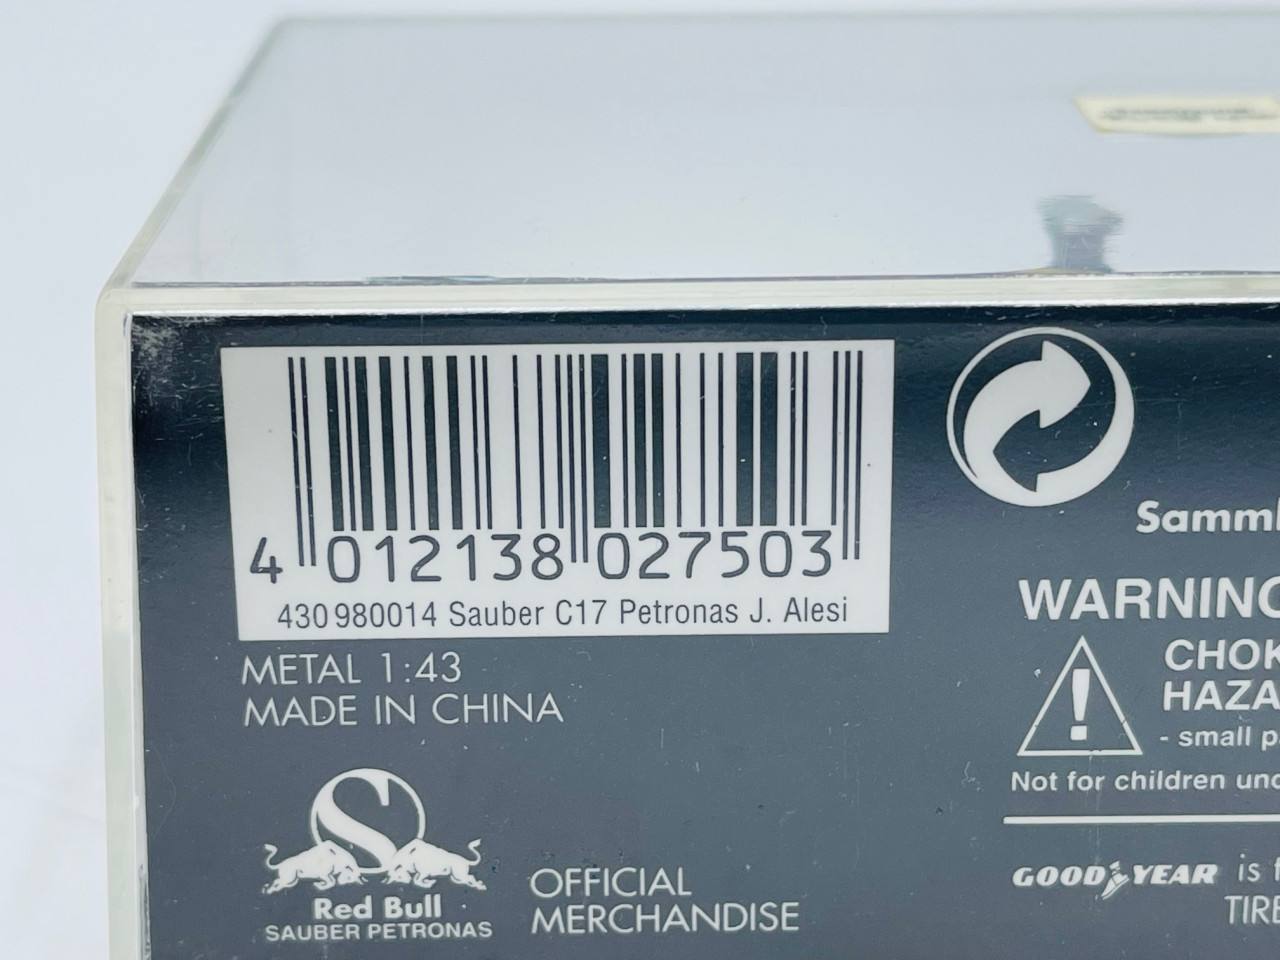 4 012138 027503
430 980014 Sauber C17 Petronas J. Alesi
METAL 1:43
MADE IN CHINA
S
Red Bull
SAUBER PETRONAS
OFFICIAL
MERCHANDISE
Samml
WARNING
CHOK
HAZA
- small p
Not for children und
GOODYEAR is
TIRE